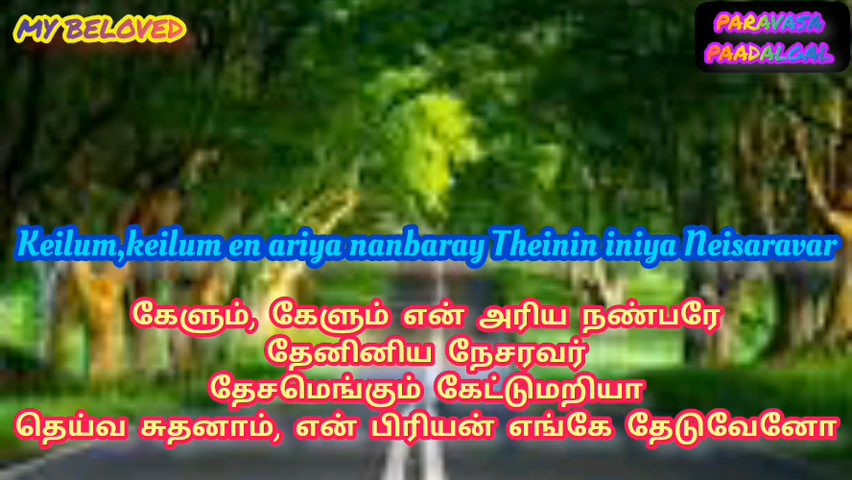 MY BELOVED
PARAVASA
PAADALGAL
Keilum,keilum en ariya nanbaray Theinin iniya Neisaravar
கேளும், கேளும் என் அரிய நண்பரே
தேனினிய நேசரவர்
தேசமெங்கும் கேட்டுமறியா
தெய்வ சுதனாம், என் பிரியன் எங்கே தேடுவேனோ